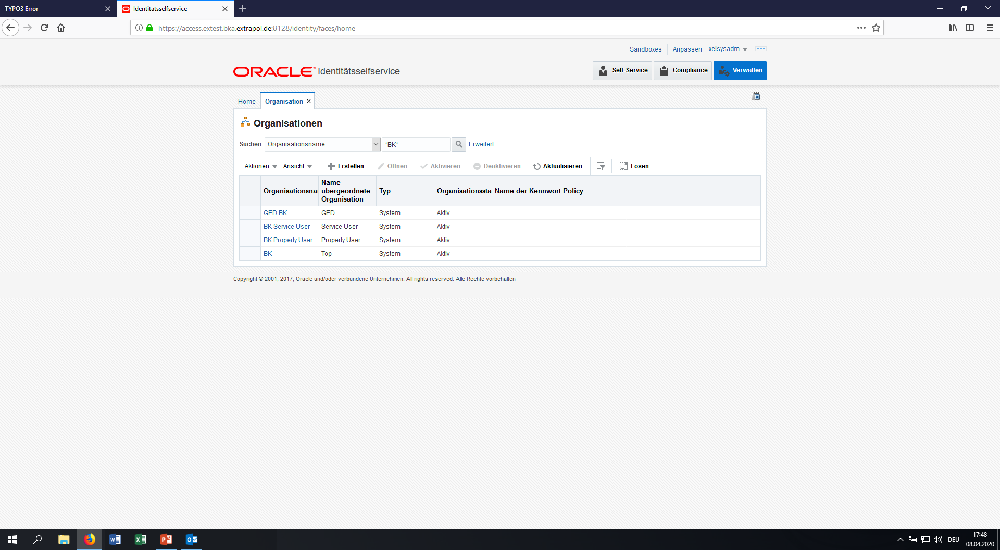 TYPO3 Error
Identitätsselfservice
https://access.extest.bka.extrapol.de:8128/identity/faces/home
Sandboxes Anpassen xelsysadm
ORACLE Identitätsselfservice
Self-Service Compliance Verwalten
Home Organisation
Organisationen
Suchen Organisationsname *BK* Erweitert
Aktionen Ansicht Erstellen Öffnen Aktivieren Deaktivieren Aktualisieren Lösen
Organisationsna Name übergeordnete Organisation Typ Organisationssta Name der Kennwort-Policy
GED BK GED System Aktiv
BK Service User Service User System Aktiv
BK Property User Property User System Aktiv
BK Top System Aktiv
Copyright © 2001, 2017, Oracle und/oder verbundene Unternehmen. All rights reserved. Alle Rechte vorbehalten
DEU 17:48
08.04.2020